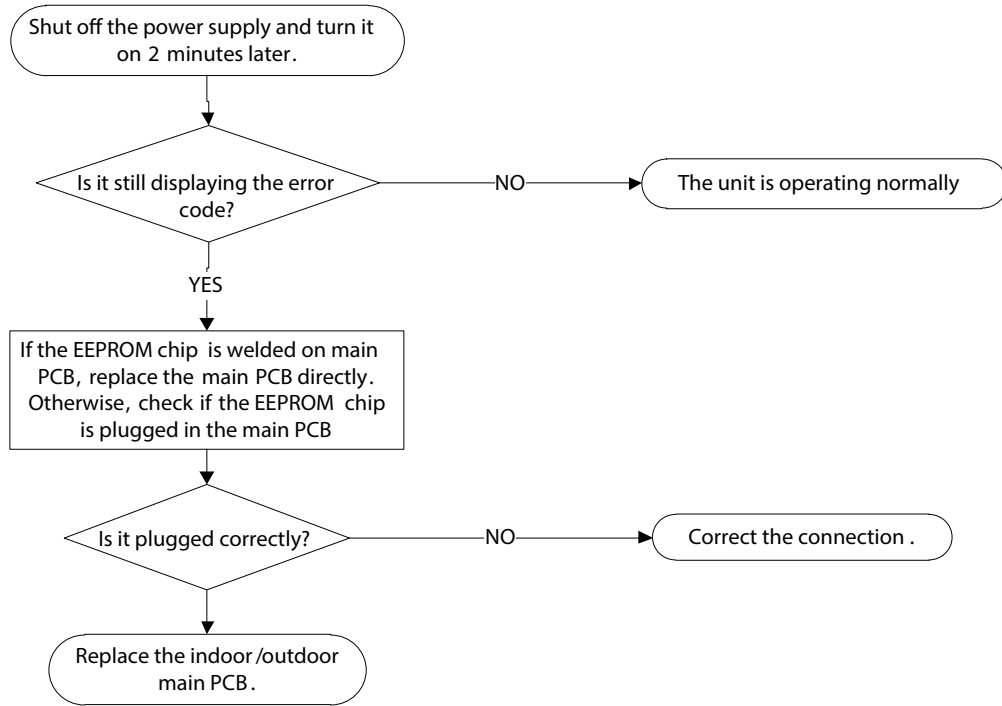 Shut off the power supply and turn it
on 2 minutes later.
Is it still displaying the error
code?
NO
The unit is operating normally
YES
If the EEPROM chip is welded on main
PCB, replace the main PCB directly.
Otherwise, check if the EEPROM chip
is plugged in the main PCB
Is it plugged correctly?
NO
Correct the connection.
Replace the indoor/outdoor
main PCB.